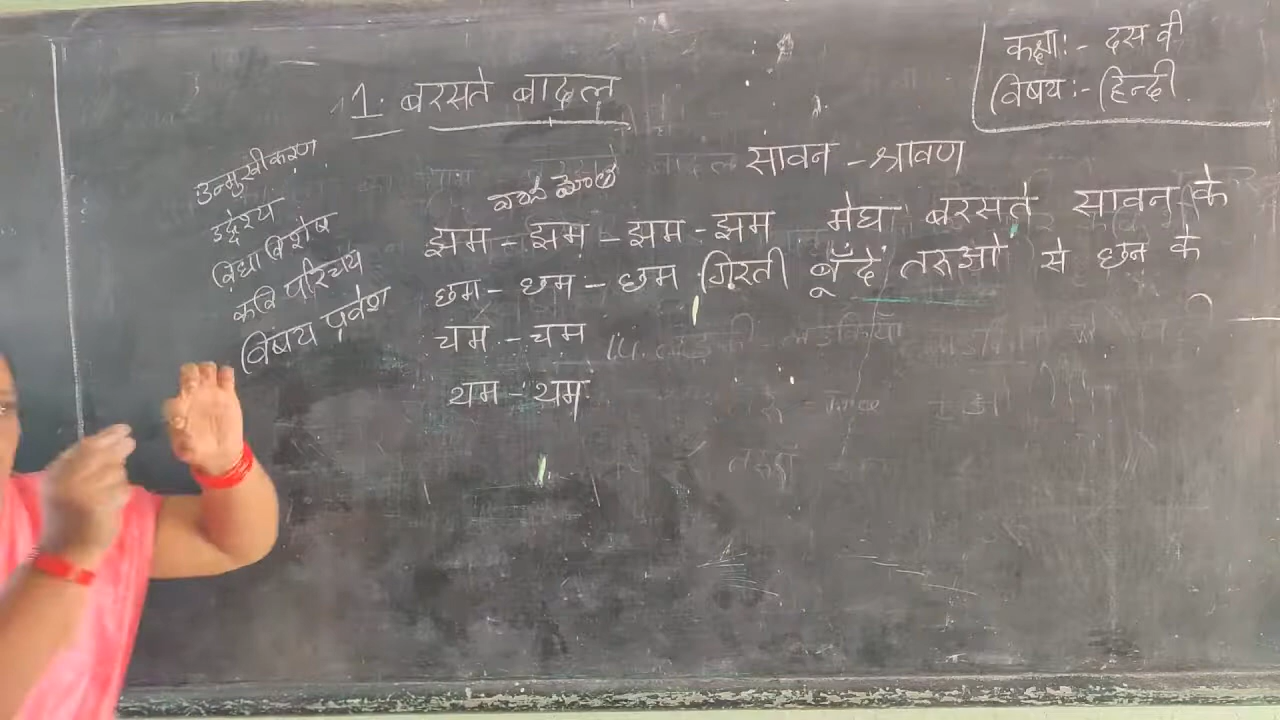 कक्षा:- दस वी
विषय:- हिन्दी
1. बरसते बादल
सावन - श्रावण
उन्मुखीकरण
उद्देश्य
विधा विशेष
कवि परिचय
विषय प्रवेश
झम - झम - झम - झम मेघ बरसते सावन के
छम - छम - छम गिरती बूँदें तरुओं से छन के
चम - चम
थम - थम